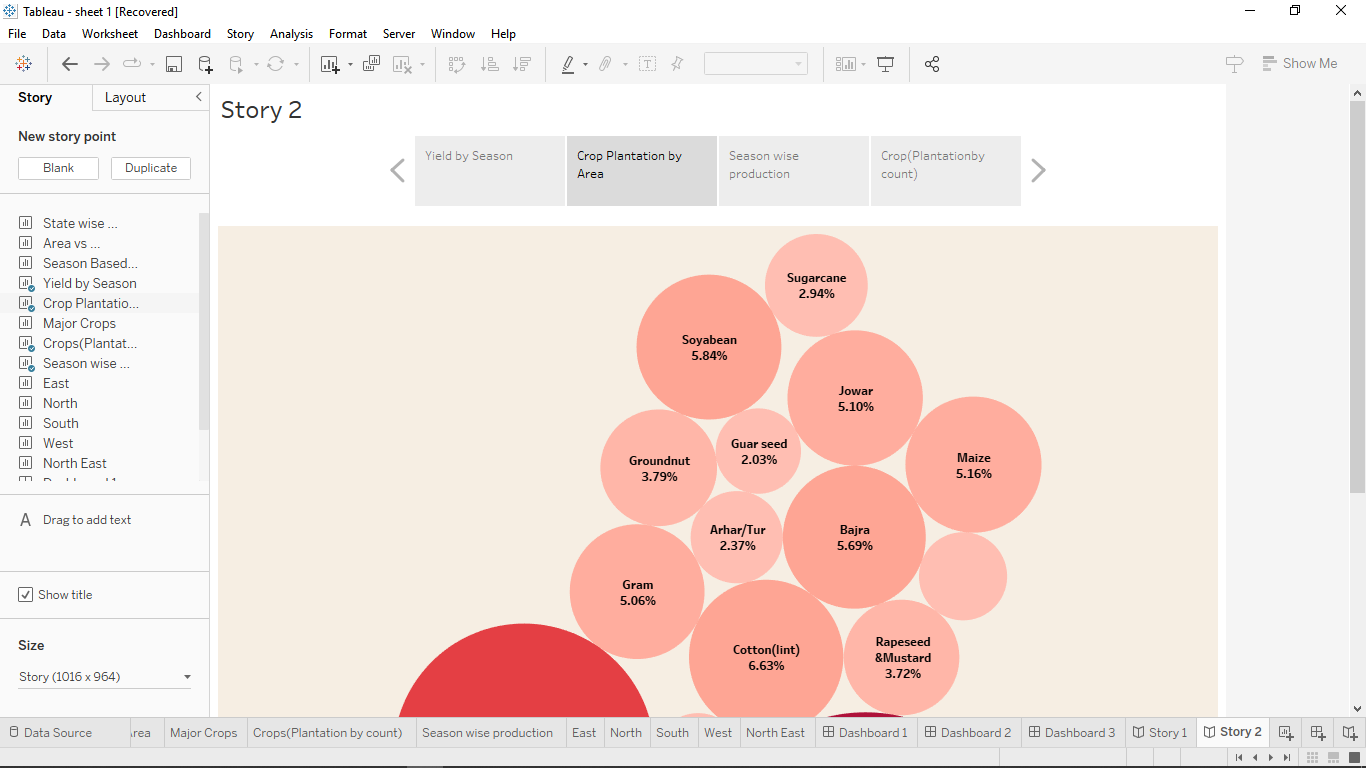 Tableau - sheet 1 [Recovered]
File Data Worksheet Dashboard Story Analysis Format Server Window Help
Show Me
Story Layout
New story point
Blank Duplicate
State wise ...
Area vs ...
Season Based...
Yield by Season
Crop Plantatio...
Major Crops
Crops(Plantat...
Season wise ...
East
North
South
West
North East
A Drag to add text
Show title
Size
Story (1016 x 964)
Story 2
Yield by Season
Crop Plantation by
Area
Season wise
production
Crop(Plantationby
count)
Sugarcane
2.94%
Soyabean
5.84%
Jowar
5.10%
Guar seed
2.03%
Groundnut
3.79%
Maize
5.16%
Arhar/Tur
2.37%
Bajra
5.69%
Gram
5.06%
Cotton(lint)
6.63%
Rapeseed
&Mustard
3.72%
Data Source Major Crops Crops(Plantation by count) Season wise production East North South West North East Dashboard 1 Dashboard 2 Dashboard 3 Story 1 Story 2